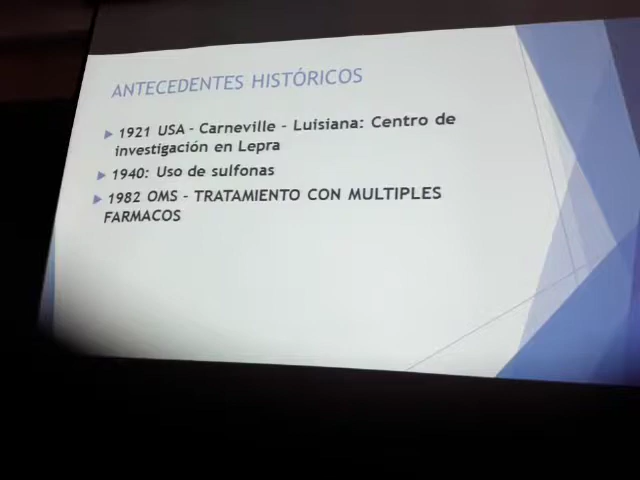 ANTECEDENTES HISTÓRICOS
1921 USA - Carneville - Luisiana: Centro de
investigación en Lepra
1940: Uso de sulfonas
1982 OMS - TRATAMIENTO CON MULTIPLES
FARMACOS